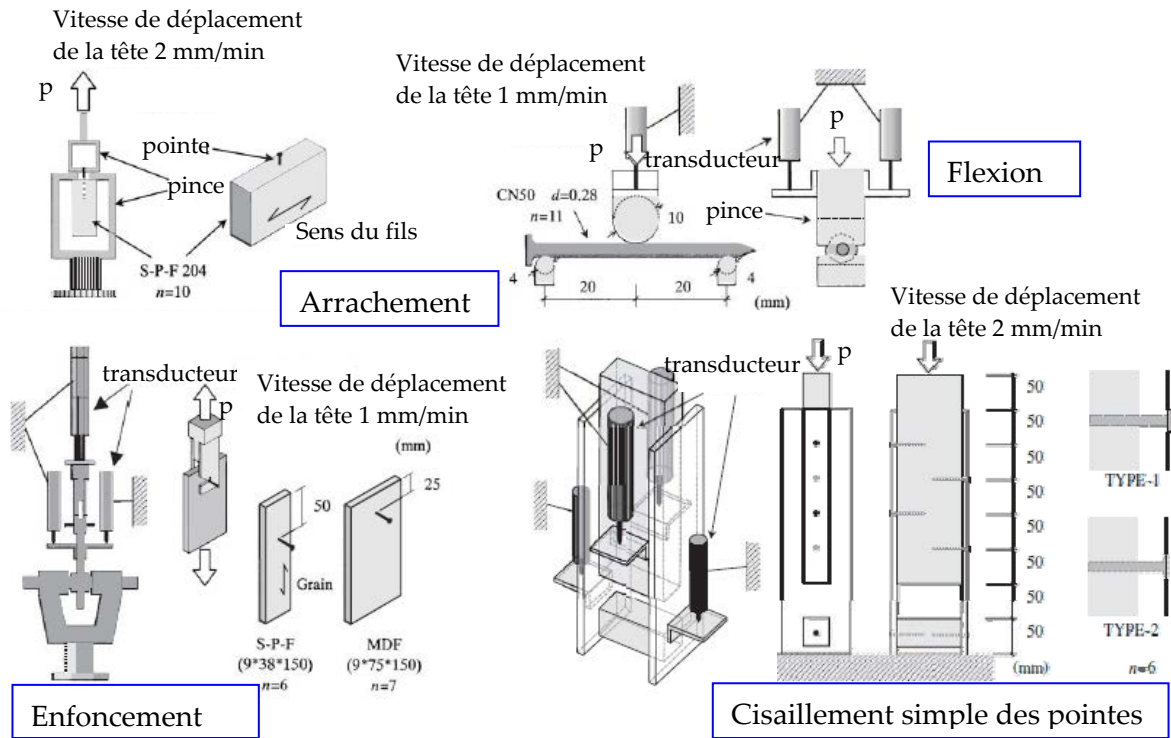 Vitesse de déplacement
de la tête 2 mm/min
p
pointe
pince
Sens du fils
S-P-F 204
n=10
Arrachement
Vitesse de déplacement
de la tête 1 mm/min
p
transducteur
p
CN50 d=0.28
n=11
10
pince
4
4
20
20
(mm)
Flexion
transducteur
Vitesse de déplacement
de la tête 1 mm/min
p
(mm)
50
25
Grain
S-P-F
(9*38*150)
n=6
MDF
(9*75*150)
n=7
Enfoncement
Vitesse de déplacement
de la tête 2 mm/min
transducteur
p
50
50
50
50
50
50
50
50
(mm)
TYPE-1
TYPE-2
n=6
Cisaillement simple des pointes